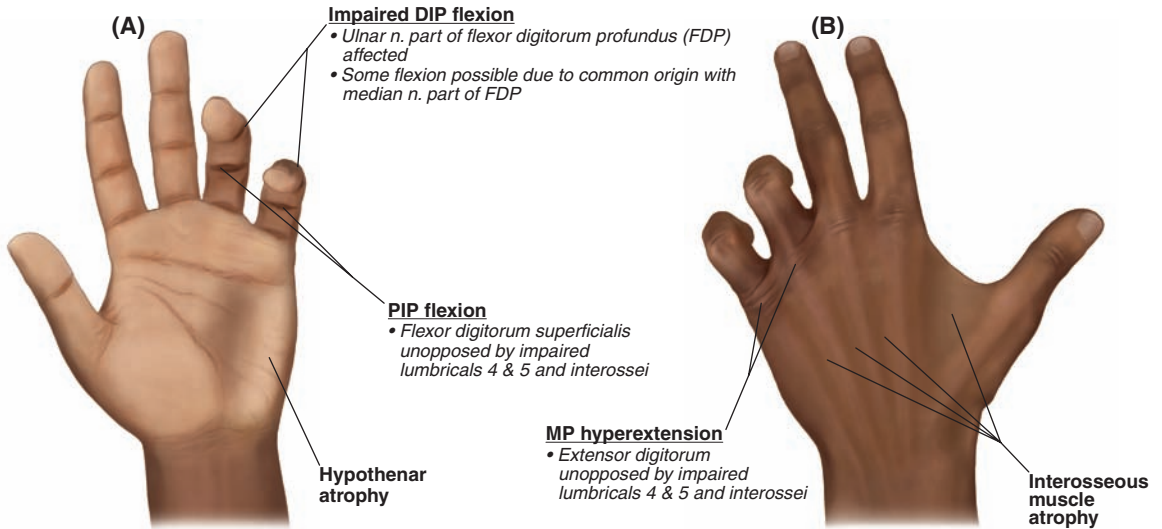 (A)
Impaired DIP flexion
• Ulnar n. part of flexor digitorum profundus (FDP)
affected
• Some flexion possible due to common origin with
median n. part of FDP
(B)
PIP flexion
• Flexor digitorum superficialis
unopposed by impaired
lumbricals 4 & 5 and interossei
Hypothenar
atrophy
MP hyperextension
• Extensor digitorum
unopposed by impaired
lumbricals 4 & 5 and interossei
Interosseous
muscle
atrophy